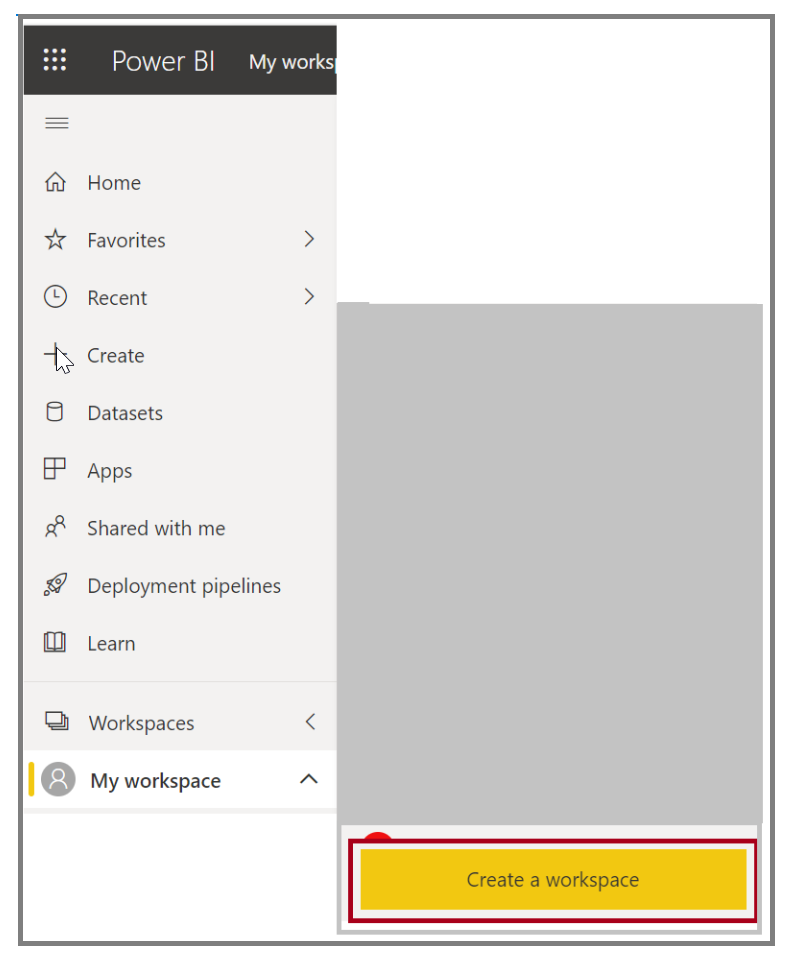 Power BI My works
Home
Favorites
Recent
Create
Datasets
Apps
Shared with me
Deployment pipelines
Learn
Workspaces
My workspace
Create a workspace